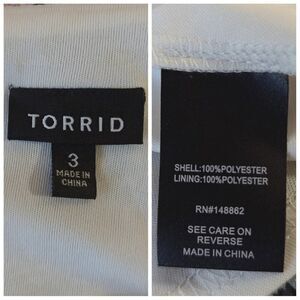 TORRID
3
MADE IN
CHINA
SHELL:100%POLYESTER
LINING:100%POLYESTER
RN#148862
SEE CARE ON
REVERSE
MADE IN CHINA